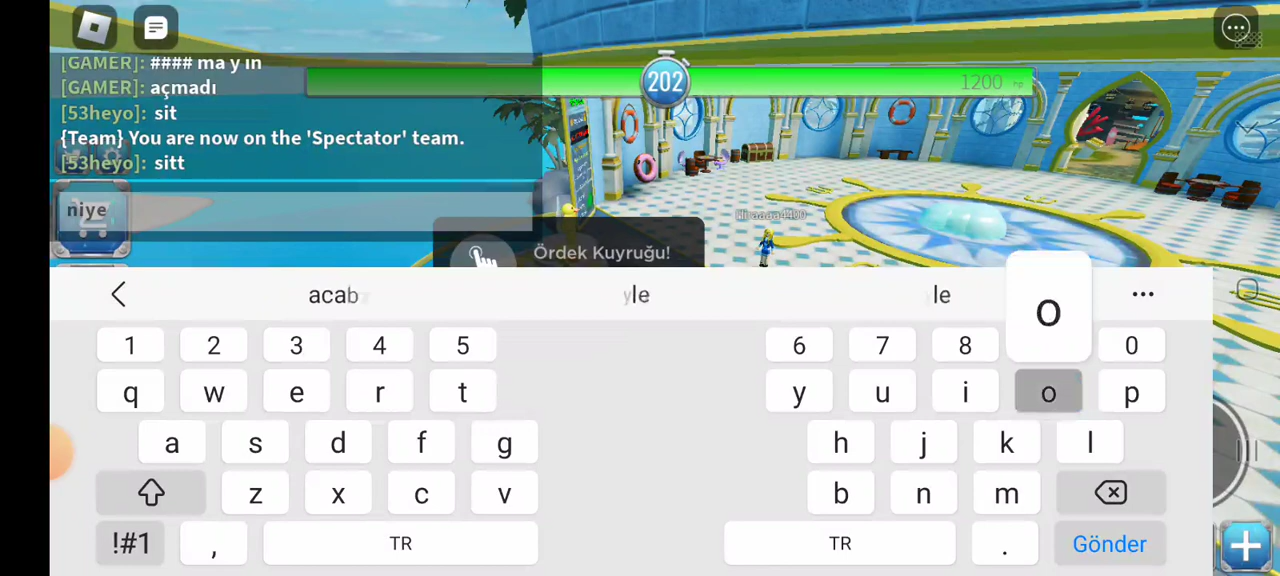 [GAMER]: #### ma y ın
[GAMER]: açmadı
[53heyo]: sit
{Team} You are now on the 'Spectator' team.
[53heyo]: sitt
202
1200
niye
Ördek Kuyruğu!
acab
yle
le
o
1 2 3 4 5 6 7 8 0
q w e r t y u i o p
a s d f g h j k l
z x c v b n m
!#1 , TR TR . Gönder